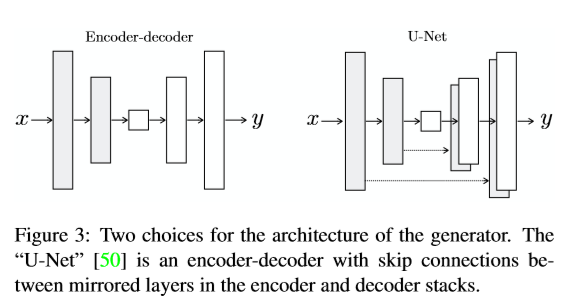 Encoder-decoder
U-Net
x
y
x
y
Figure 3: Two choices for the architecture of the generator. The
“U-Net” [50] is an encoder-decoder with skip connections be-
tween mirrored layers in the encoder and decoder stacks.